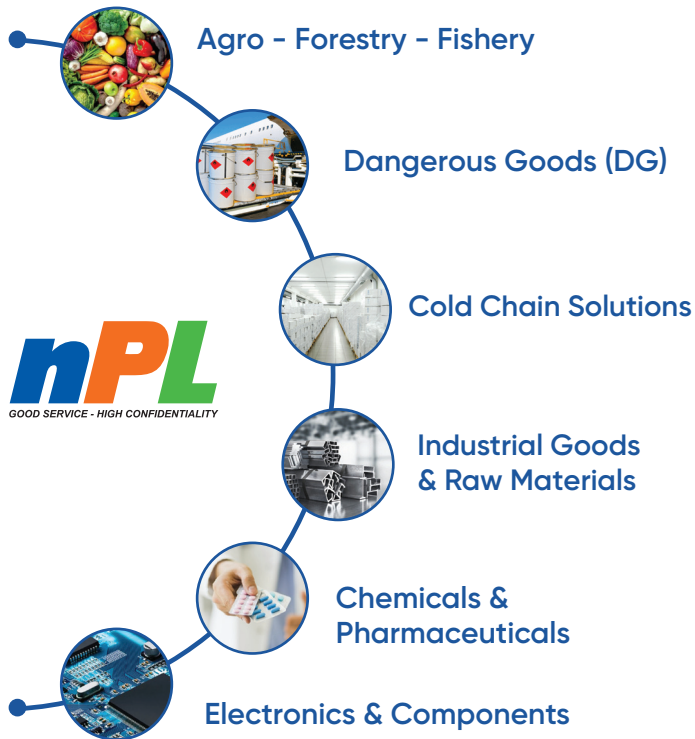 Agro - Forestry - Fishery
Dangerous Goods (DG)
Cold Chain Solutions
nPL
GOOD SERVICE - HIGH CONFIDENTIALITY
Industrial Goods
& Raw Materials
Chemicals &
Pharmaceuticals
Electronics & Components